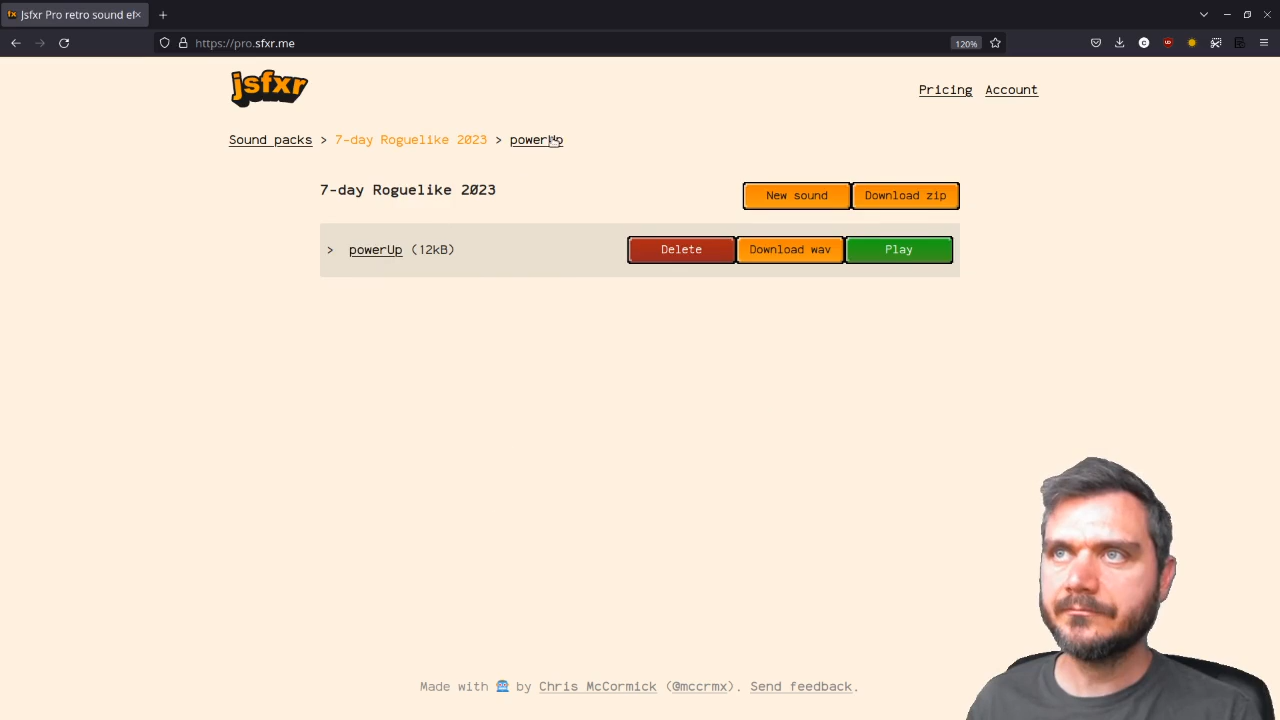 Jsfxr Pro retro sound ef
https://pro.sfxr.me
120%
jsfxr
Pricing
Account
Sound packs > 7-day Roguelike 2023 > powerUp
7-day Roguelike 2023
New sound
Download zip
> powerUp (12kB)
Delete
Download wav
Play
Made with by Chris McCormick (@mccrmx). Send feedback.